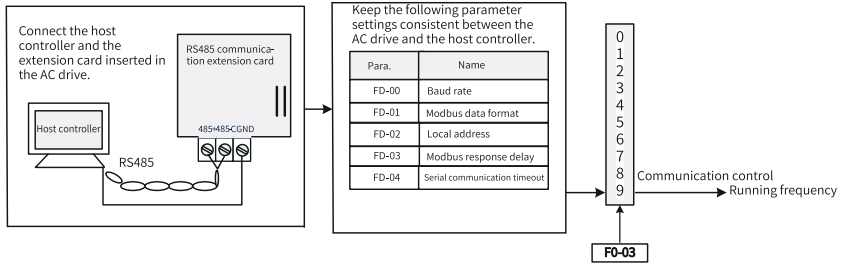 Connect the host
controller and the
extension card inserted in
the AC drive.
RS485 communica-
tion extension card
485+485-CGND
Host controller
RS485
Keep the following parameter
settings consistent between the
AC drive and the host controller.
Para. Name
FD-00 Baud rate
FD-01 Modbus data format
FD-02 Local address
FD-03 Modbus response delay
FD-04 Serial communication timeout
0
1
2
3
4
5
6
7
8
9
Communication control
Running frequency
F0-03